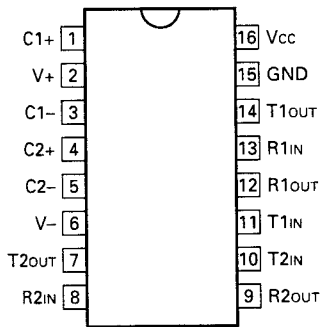 C1+ 1 16 Vcc
V+ 2 15 GND
C1- 3 14 T1OUT
C2+ 4 13 R1IN
C2- 5 12 R1OUT
V- 6 11 T1IN
T2OUT 7 10 T2IN
R2IN 8 9 R2OUT